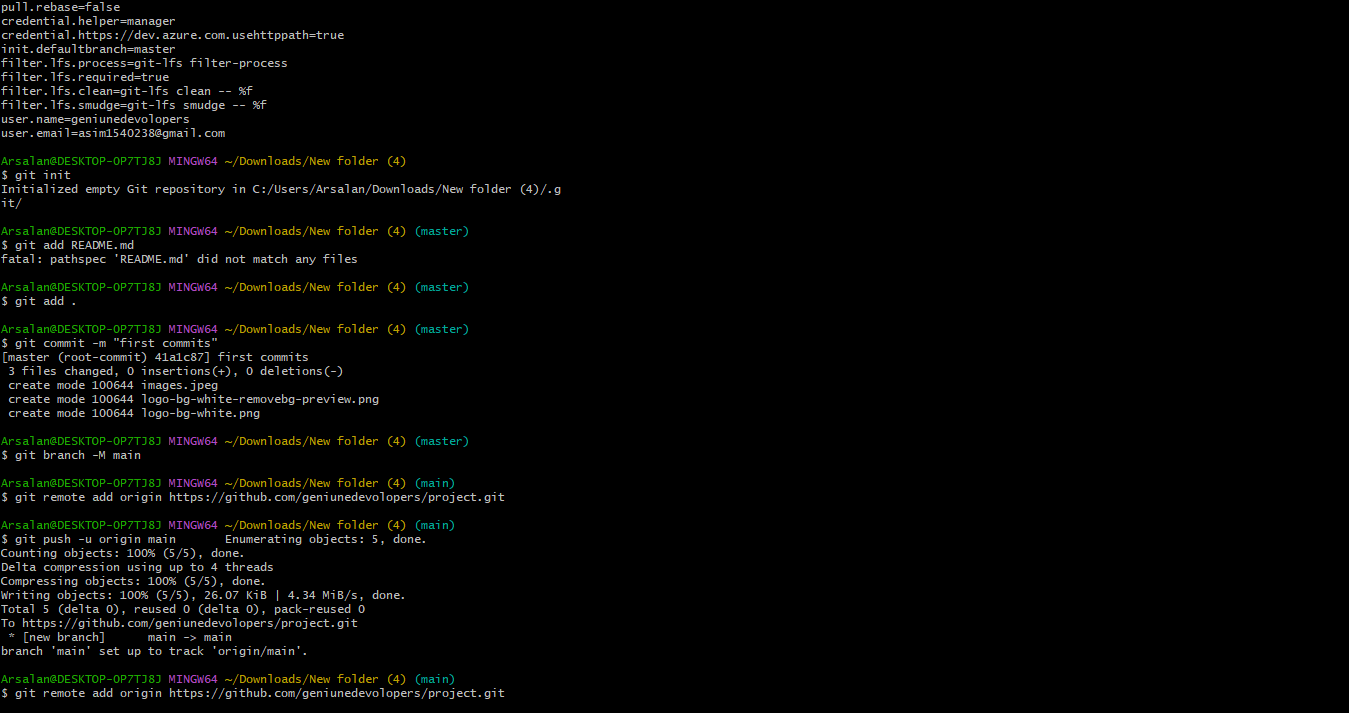 pull.rebase=false
credential.helper=manager
credential.https://dev.azure.com.usehttppath=true
init.defaultbranch=master
filter.lfs.process=git-lfs filter-process
filter.lfs.required=true
filter.lfs.clean=git-lfs clean -- %f
filter.lfs.smudge=git-lfs smudge -- %f
user.name=geniunedevolopers
user.email=asim1540238@gmail.com

Arsalan@DESKTOP-OP7TJ8J MINGW64 ~/Downloads/New folder (4)
$ git init
Initialized empty Git repository in C:/Users/Arsalan/Downloads/New folder (4)/.g
it/

Arsalan@DESKTOP-OP7TJ8J MINGW64 ~/Downloads/New folder (4) (master)
$ git add README.md
fatal: pathspec 'README.md' did not match any files

Arsalan@DESKTOP-OP7TJ8J MINGW64 ~/Downloads/New folder (4) (master)
$ git add .

Arsalan@DESKTOP-OP7TJ8J MINGW64 ~/Downloads/New folder (4) (master)
$ git commit -m "first commits"
[master (root-commit) 41a1c87] first commits
 3 files changed, 0 insertions(+), 0 deletions(-)
 create mode 100644 images.jpeg
 create mode 100644 logo-bg-white-removebg-preview.png
 create mode 100644 logo-bg-white.png

Arsalan@DESKTOP-OP7TJ8J MINGW64 ~/Downloads/New folder (4) (master)
$ git branch -M main

Arsalan@DESKTOP-OP7TJ8J MINGW64 ~/Downloads/New folder (4) (main)
$ git remote add origin https://github.com/geniunedevolopers/project.git

Arsalan@DESKTOP-OP7TJ8J MINGW64 ~/Downloads/New folder (4) (main)
$ git push -u origin main       Enumerating objects: 5, done.
Counting objects: 100% (5/5), done.
Delta compression using up to 4 threads
Compressing objects: 100% (5/5), done.
Writing objects: 100% (5/5), 26.07 KiB | 4.34 MiB/s, done.
Total 5 (delta 0), reused 0 (delta 0), pack-reused 0
To https://github.com/geniunedevolopers/project.git
 * [new branch]      main -> main
branch 'main' set up to track 'origin/main'.

Arsalan@DESKTOP-OP7TJ8J MINGW64 ~/Downloads/New folder (4) (main)
$ git remote add origin https://github.com/geniunedevolopers/project.git